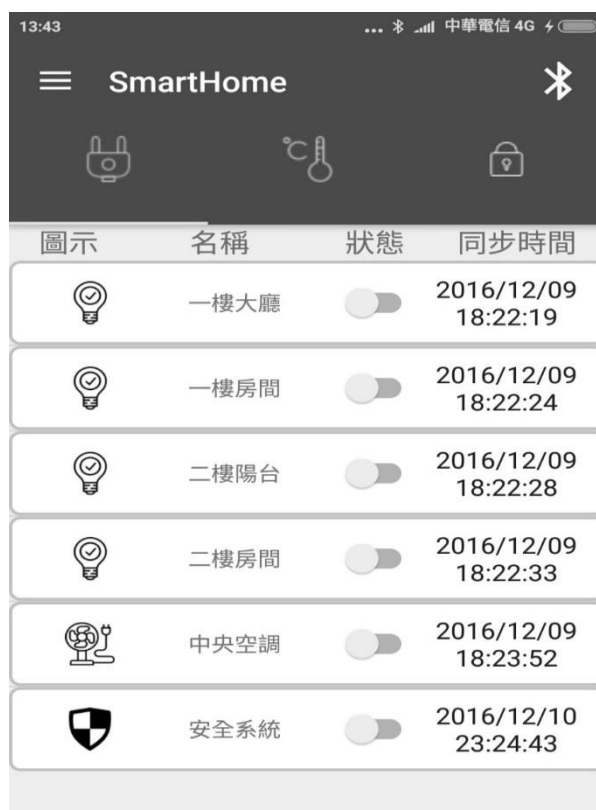 13:43 ... 中華電信 4G
SmartHome
°C
圖示 名稱 狀態 同步時間
一樓大廳 2016/12/09
18:22:19
一樓房間 2016/12/09
18:22:24
二樓陽台 2016/12/09
18:22:28
二樓房間 2016/12/09
18:22:33
中央空調 2016/12/09
18:23:52
安全系統 2016/12/10
23:24:43